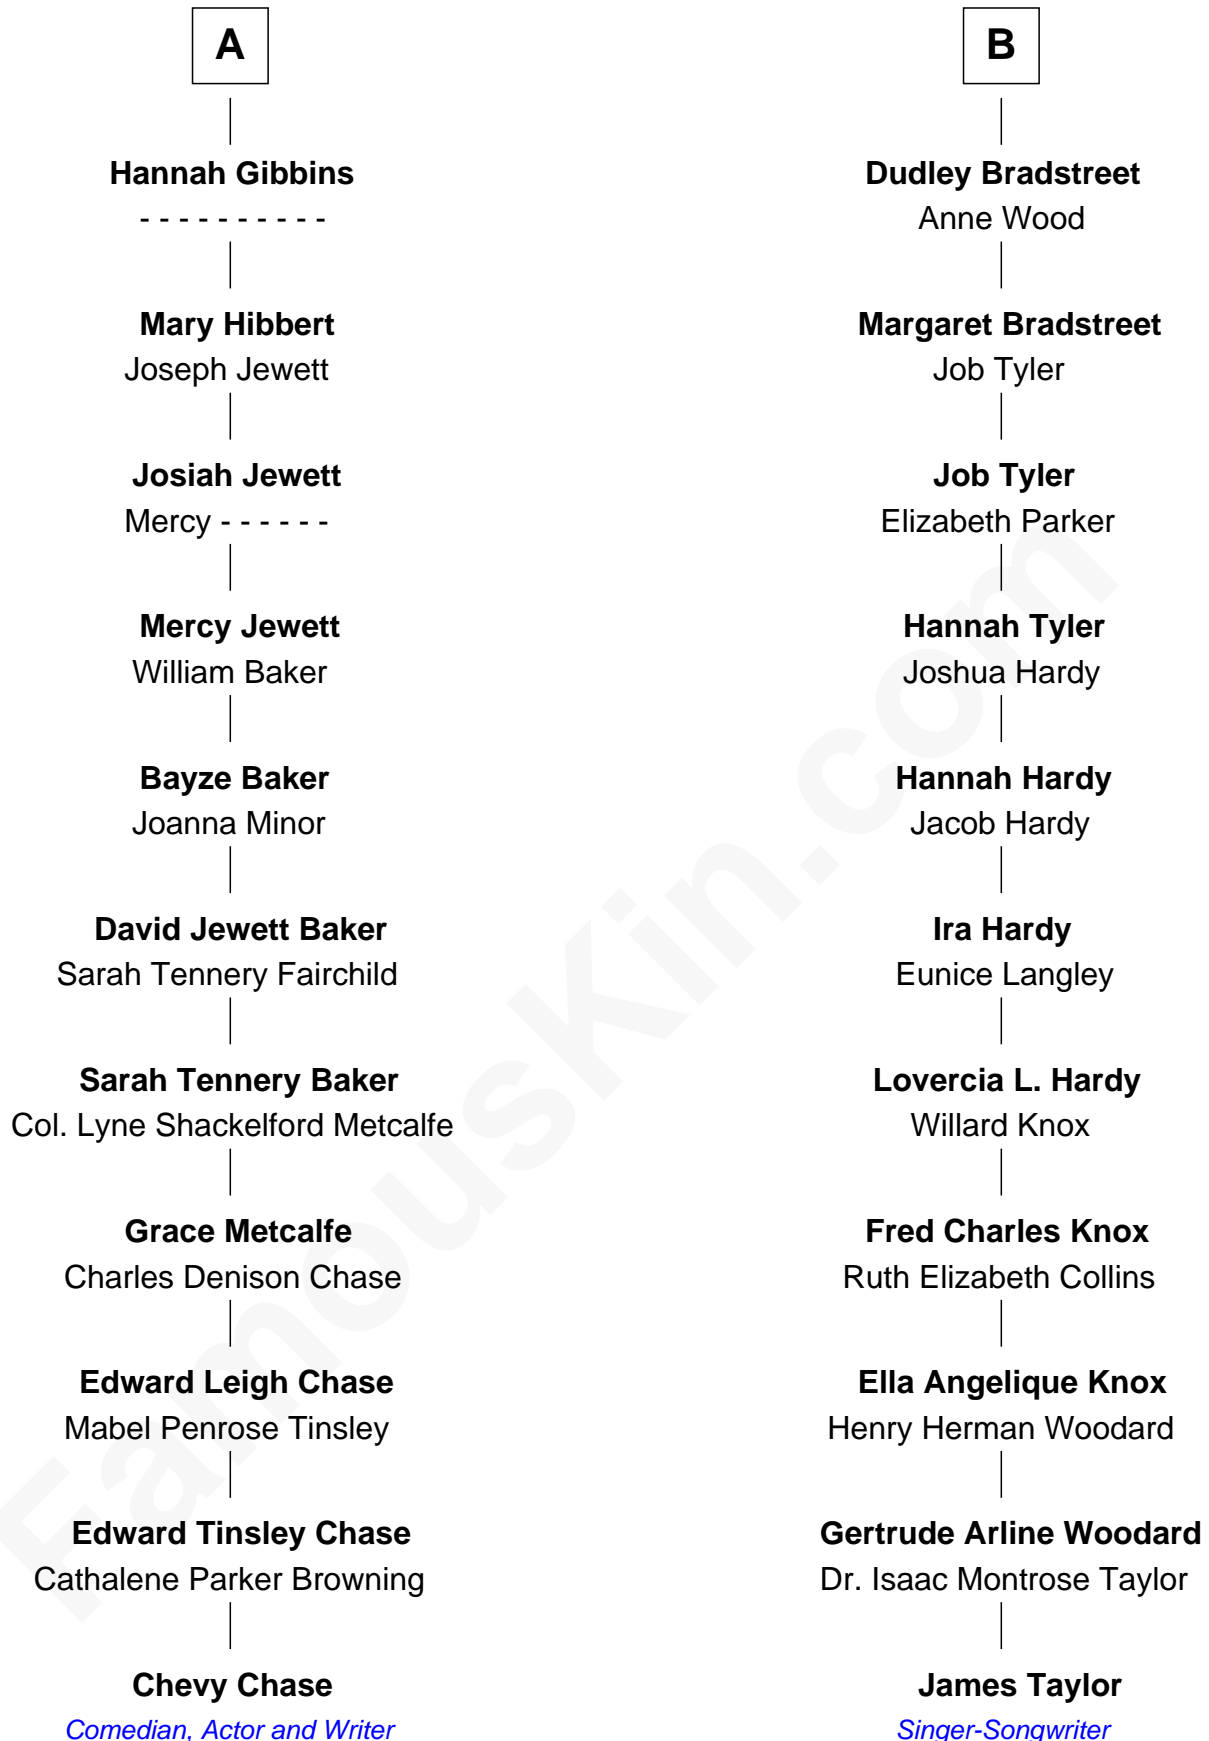 A
Hannah Gibbins
- - - - - - - - - -
Mary Hibbert
Joseph Jewett
Josiah Jewett
Mercy - - - - - -
Mercy Jewett
William Baker
Bayze Baker
Joanna Minor
David Jewett Baker
Sarah Tennery Fairchild
Sarah Tennery Baker
Col. Lyne Shackelford Metcalfe
Grace Metcalfe
Charles Denison Chase
Edward Leigh Chase
Mabel Penrose Tinsley
Edward Tinsley Chase
Cathalene Parker Browning
Chevy Chase
Comedian, Actor and Writer
B
Dudley Bradstreet
Anne Wood
Margaret Bradstreet
Job Tyler
Job Tyler
Elizabeth Parker
Hannah Tyler
Joshua Hardy
Hannah Hardy
Jacob Hardy
Ira Hardy
Eunice Langley
Lovercia L. Hardy
Willard Knox
Fred Charles Knox
Ruth Elizabeth Collins
Ella Angelique Knox
Henry Herman Woodard
Gertrude Arline Woodard
Dr. Isaac Montrose Taylor
James Taylor
Singer-Songwriter
FamousKin.com